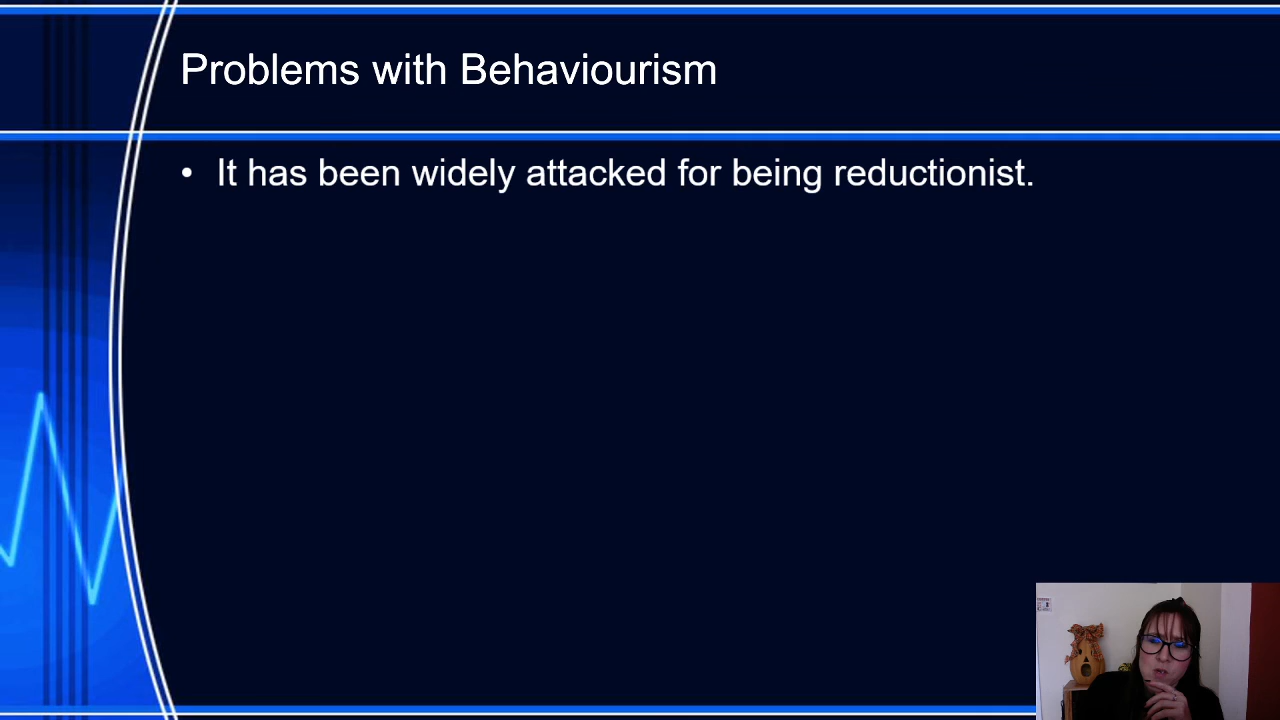 Problems with Behaviourism
• It has been widely attacked for being reductionist.